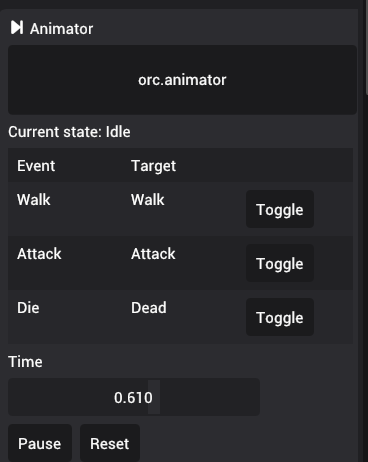 Animator
orc.animator
Current state: Idle
Event Target
Walk Walk Toggle
Attack Attack Toggle
Die Dead Toggle
Time
0.610
Pause Reset